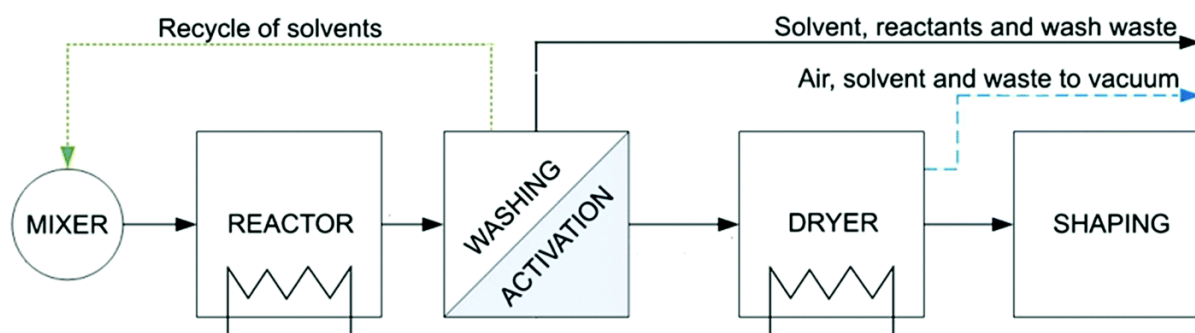 Recycle of solvents
Solvent, reactants and wash waste
Air, solvent and waste to vacuum
MIXER
REACTOR
WASHING
ACTIVATION
DRYER
SHAPING